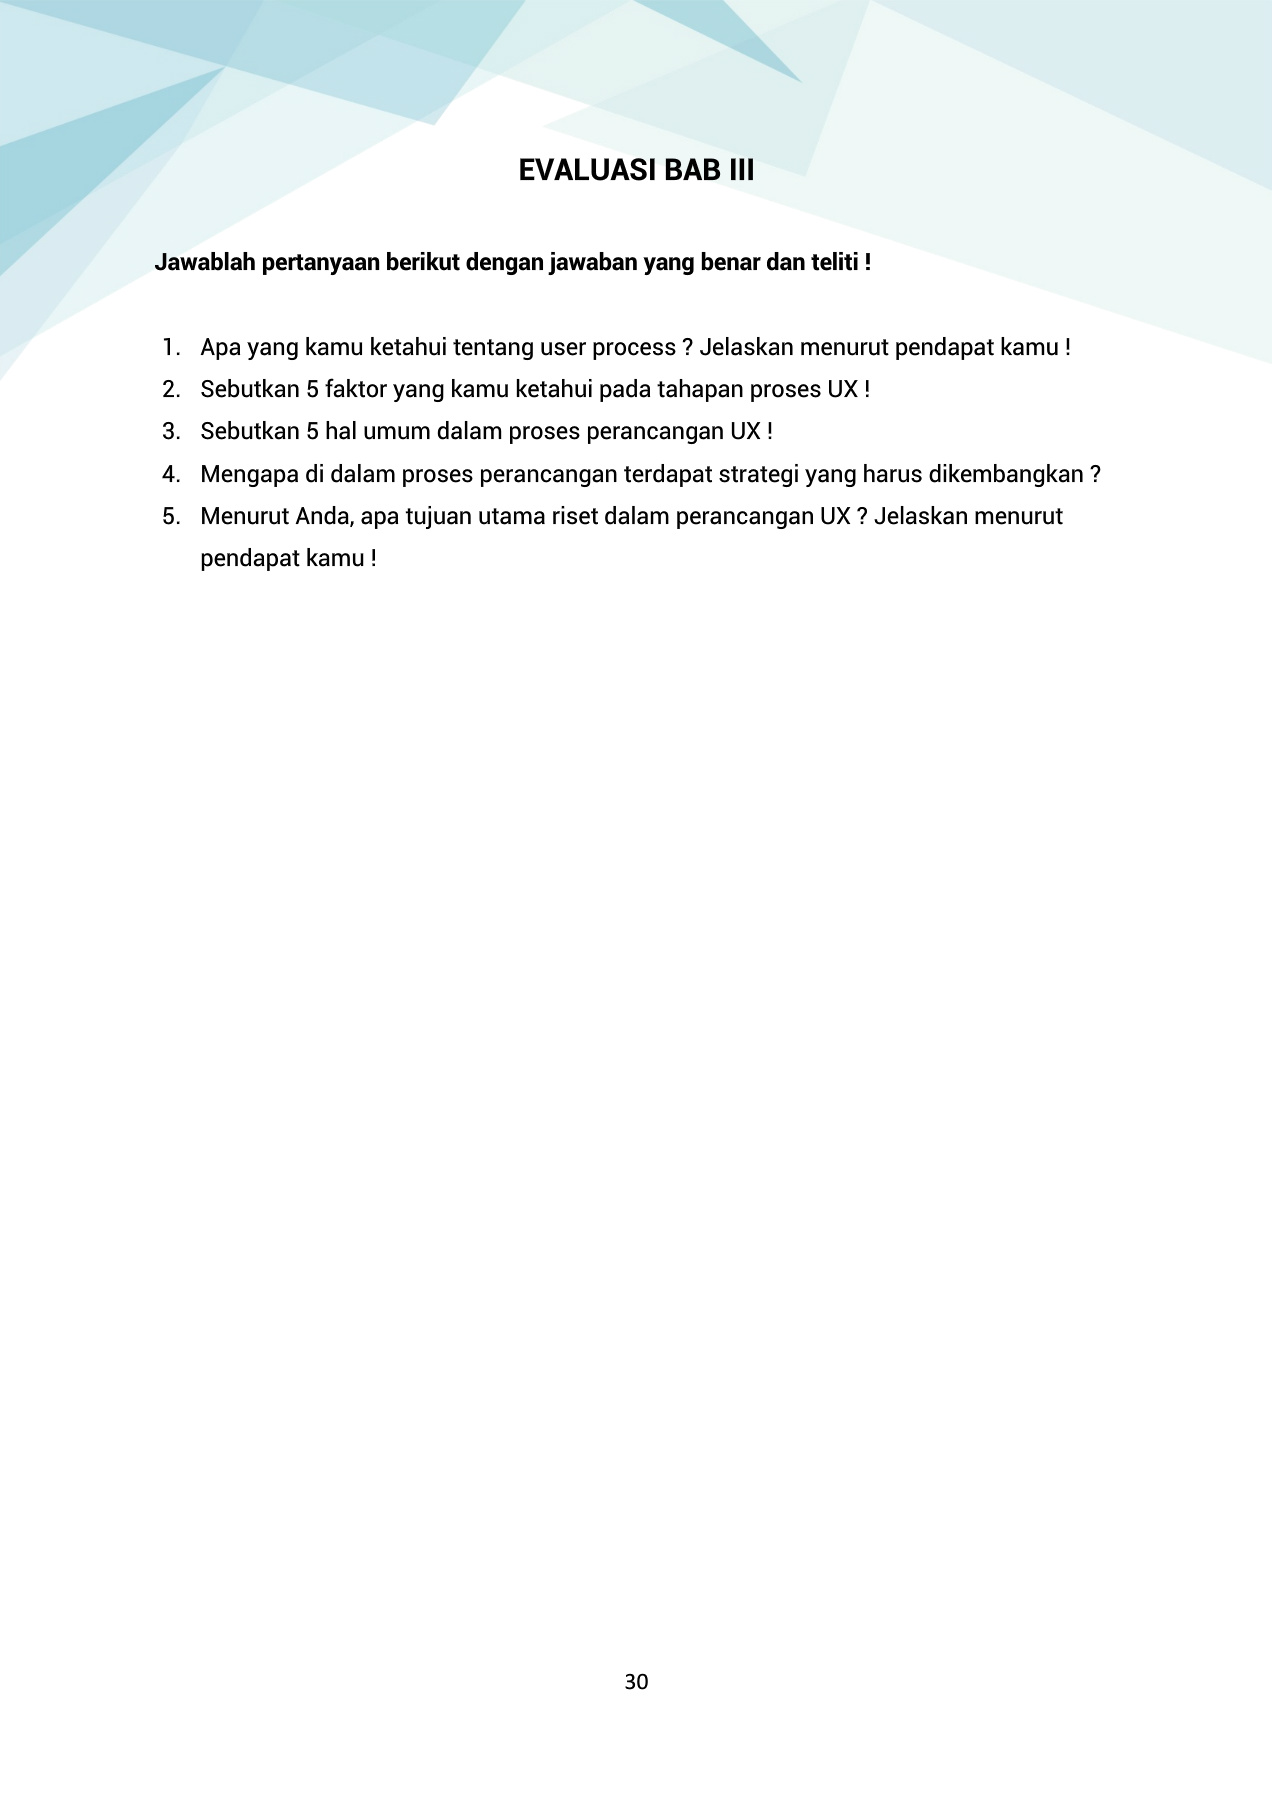 EVALUASI BAB III
Jawablah pertanyaan berikut dengan jawaban yang benar dan teliti !
1. Apa yang kamu ketahui tentang user process ? Jelaskan menurut pendapat kamu !
2. Sebutkan 5 faktor yang kamu ketahui pada tahapan proses UX !
3. Sebutkan 5 hal umum dalam proses perancangan UX !
4. Mengapa di dalam proses perancangan terdapat strategi yang harus dikembangkan ?
5. Menurut Anda, apa tujuan utama riset dalam perancangan UX ? Jelaskan menurut
pendapat kamu !
30